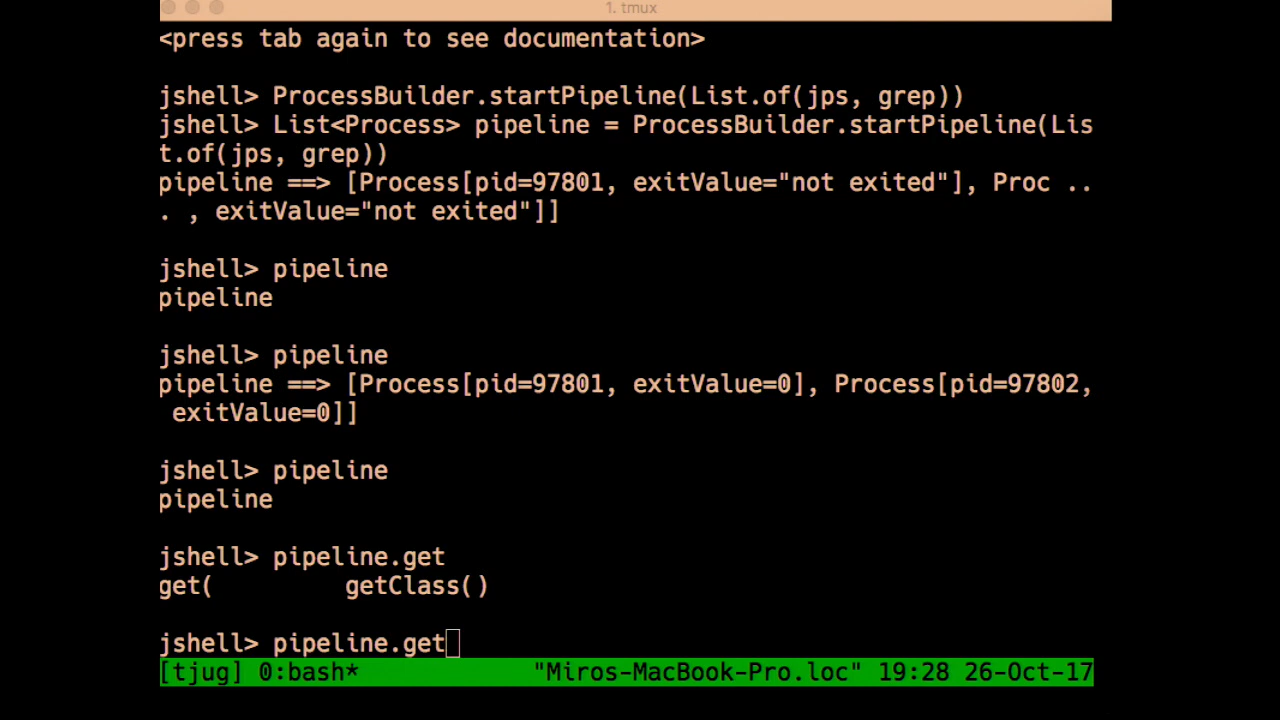 1. tmux
<press tab again to see documentation>
jshell> ProcessBuilder.startPipeline(List.of(jps, grep))
jshell> List<Process> pipeline = ProcessBuilder.startPipeline(Lis
t.of(jps, grep))
pipeline ==> [Process[pid=97801, exitValue="not exited"], Proc ..
. , exitValue="not exited"]]
jshell> pipeline
pipeline
jshell> pipeline
pipeline ==> [Process[pid=97801, exitValue=0], Process[pid=97802,
 exitValue=0]]
jshell> pipeline
pipeline
jshell> pipeline.get
get(         getClass()
jshell> pipeline.get
[tjug] 0:bash*             "Miros-MacBook-Pro.loc" 19:28 26-Oct-17